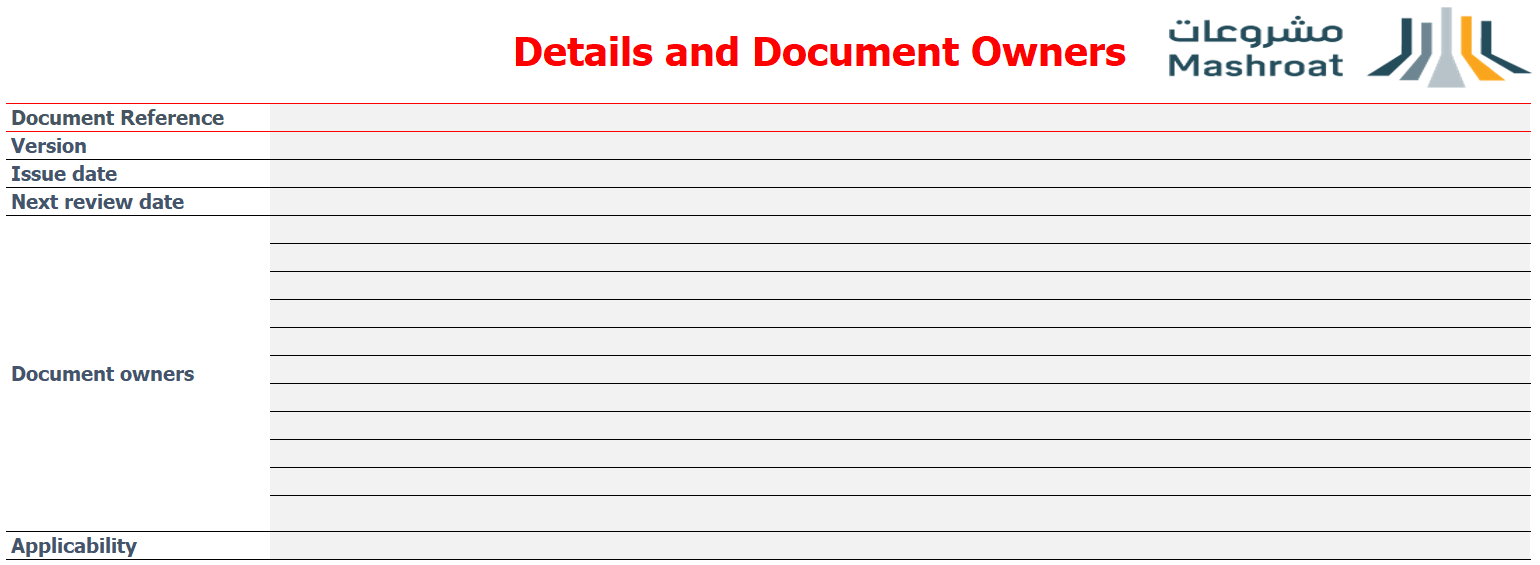 Details and Document Owners
مشروعات
Mashroat
Document Reference
Version
Issue date
Next review date
Document owners
Applicability